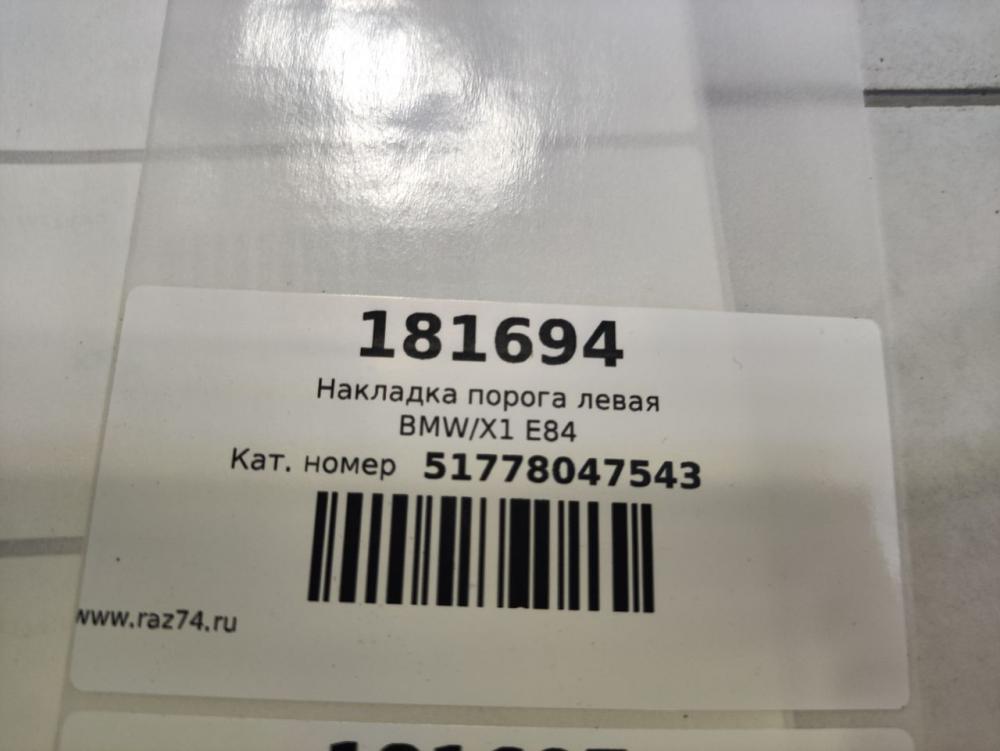 181694
Накладка порога левая
BMW/X1 E84
Кат. номер 51778047543
www.raz74.ru